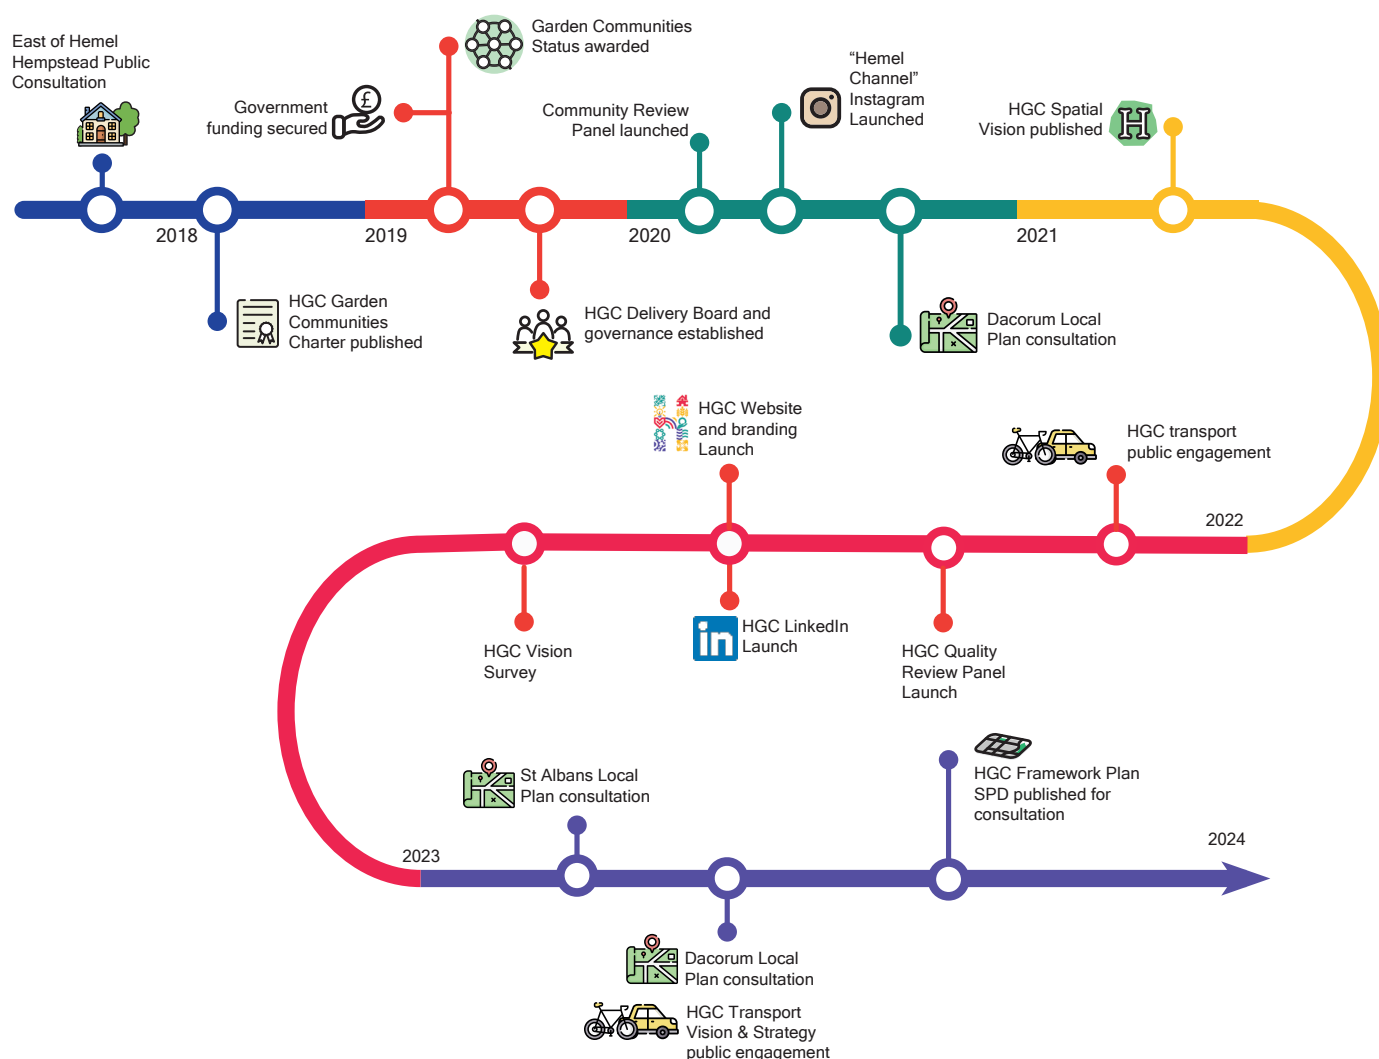 East of Hemel
Hempstead Public
Consultation
2018
HGC Garden
Communities
Charter published
2019
Government
funding secured
£
Garden Communities
Status awarded
HGC Delivery Board and
governance established
2020
Community Review
Panel launched
“Hemel
Channel”
Instagram
Launched
Dacorum Local
Plan consultation
2021
HGC Spatial
Vision published
H
2022
HGC transport
public engagement
HGC Quality
Review Panel
Launch
HGC Website
and branding
Launch
in
HGC LinkedIn
Launch
HGC Vision
Survey
2023
St Albans Local
Plan consultation
Dacorum Local
Plan consultation
HGC Transport
Vision & Strategy
public engagement
HGC Framework Plan
SPD published for
consultation
2024